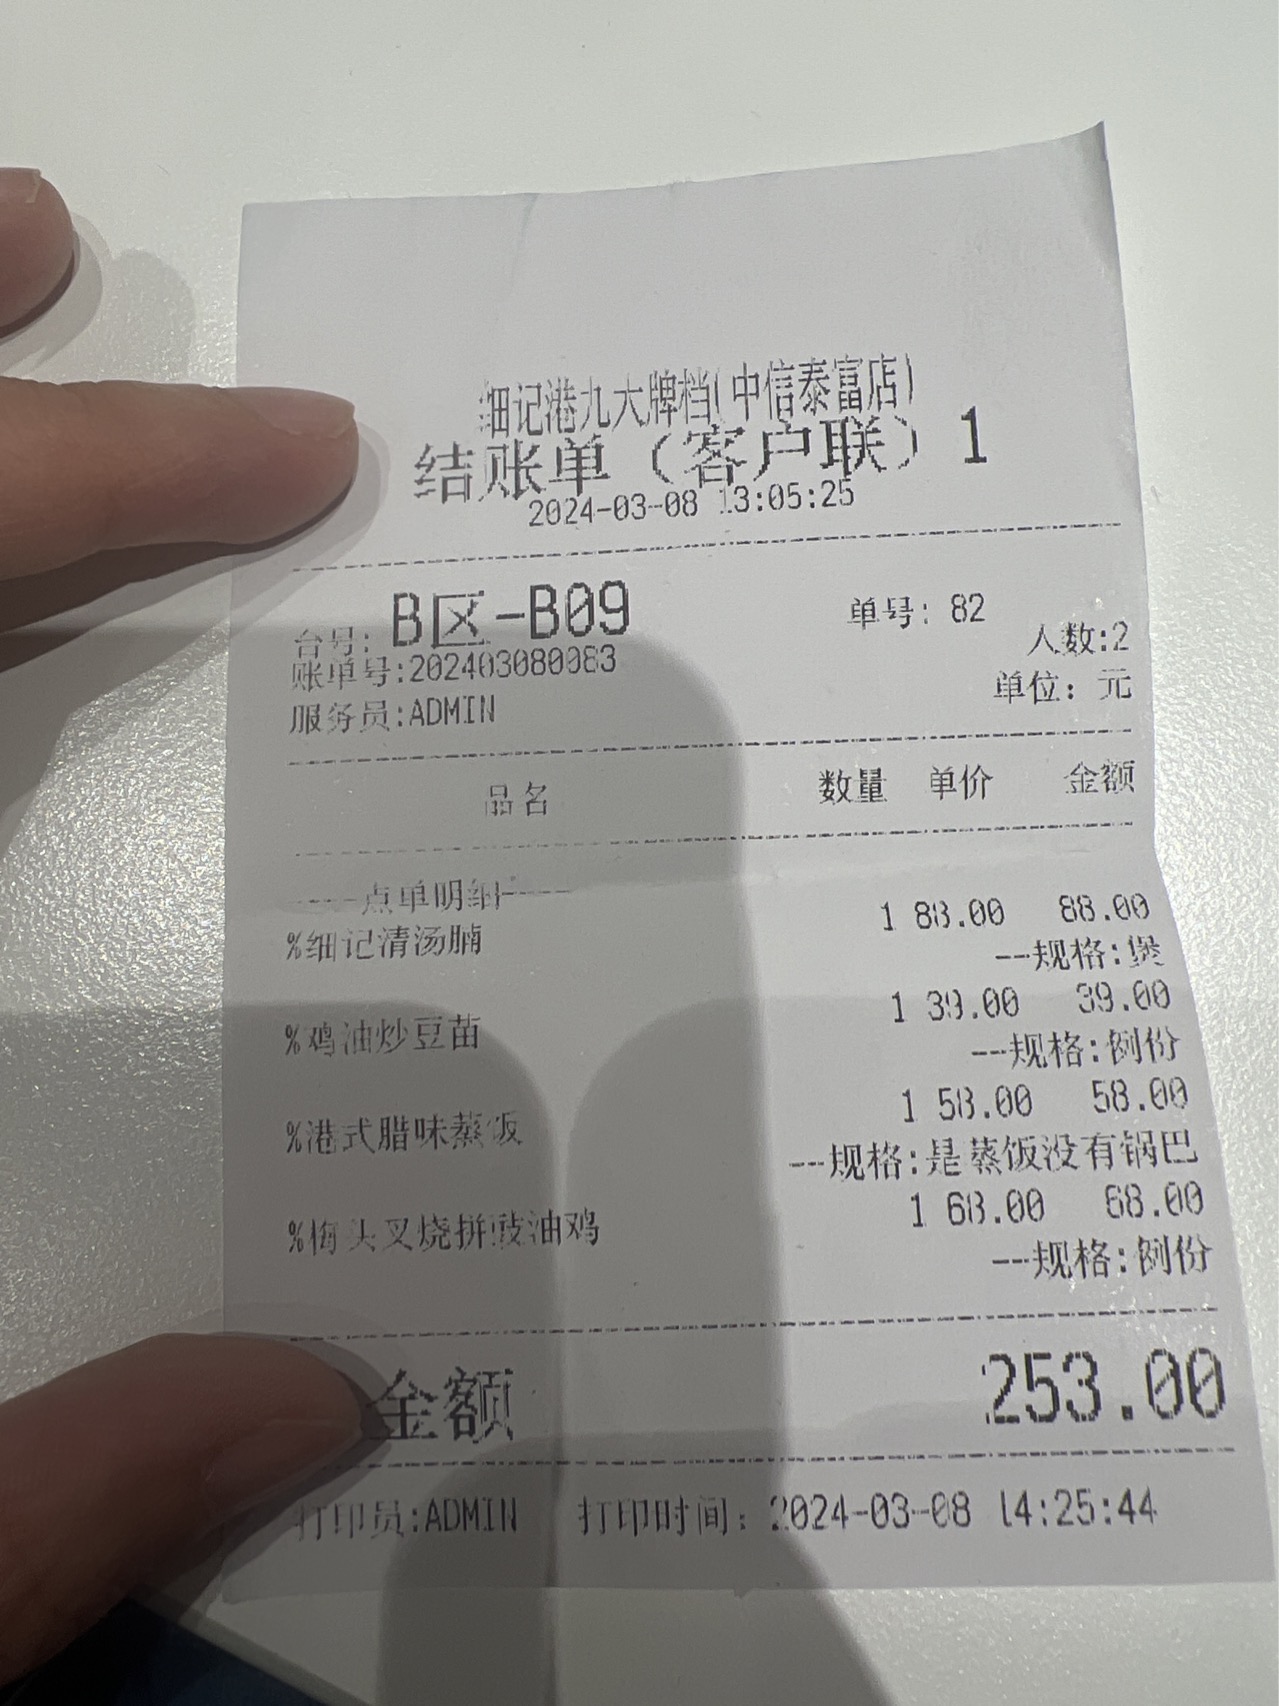 细记港九大牌档(中信泰富店)
结账单（客户联）1
2024-03-08 13:05:25
台号: B区-B09 单号: 82
人数:2
账单号:202403080083
单位: 元
服务员:ADMIN
品名 数量 单价 金额
----点单明细----
1 88.00 88.00
%细记清汤腩
--规格:煲
1 39.00 39.00
%鸡油炒豆苗
--规格:例份
1 58.00 58.00
%港式腊味蒸饭
--规格:是蒸饭没有锅巴
1 68.00 68.00
%梅头叉烧拼豉油鸡
--规格:例份
金额 253.00
打印员:ADMIN 打印时间: 2024-03-08 14:25:44